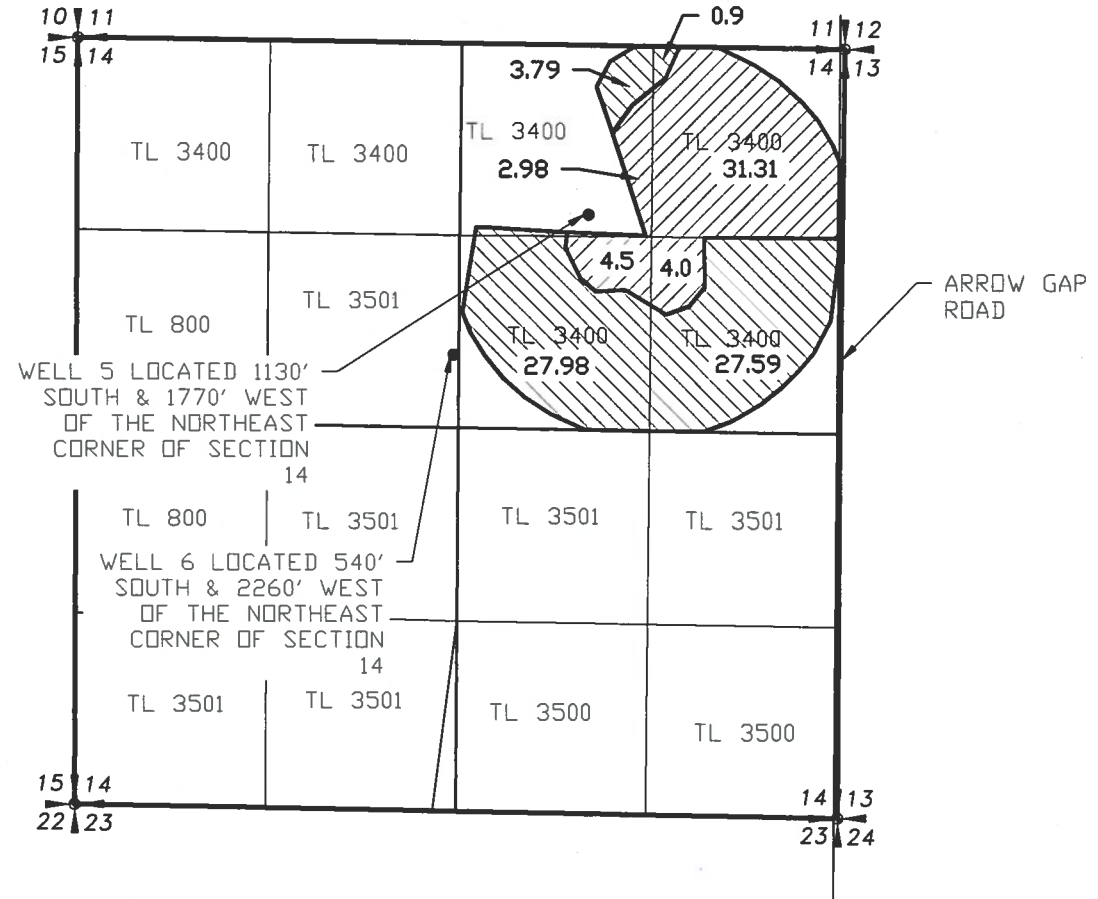 10 11
15 14
11 12
14 13
0.9
3.79
TL 3400
TL 3400
TL 3400
2.98
TL 3400
31.31
TL 3501
TL 800
4.5
4.0
ARROW GAP
ROAD
TL 3400
27.98
TL 3400
27.59
WELL 5 LOCATED 1130'
SOUTH & 1770' WEST
OF THE NORTHEAST
CORNER OF SECTION
14
TL 800
TL 3501
TL 3501
TL 3501
WELL 6 LOCATED 540'
SOUTH & 2260' WEST
OF THE NORTHEAST
CORNER OF SECTION
14
TL 3501
TL 3501
TL 3500
TL 3500
15 14
22 23
14 13
23 24